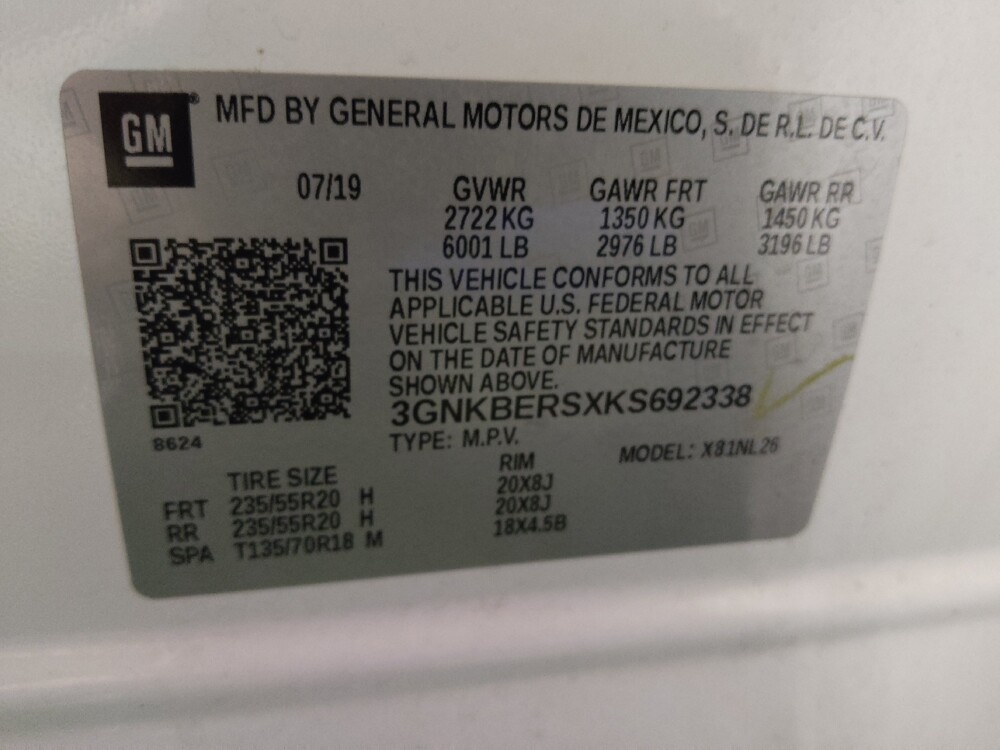 GM® MFD BY GENERAL MOTORS DE MEXICO, S. DE R.L. DE C.V.
07/19 GVWR GAWR FRT GAWR RR
2722 KG 1350 KG 1450 KG
6001 LB 2976 LB 3196 LB
THIS VEHICLE CONFORMS TO ALL
APPLICABLE U.S. FEDERAL MOTOR
VEHICLE SAFETY STANDARDS IN EFFECT
ON THE DATE OF MANUFACTURE
SHOWN ABOVE.
3GNKBERSXKS692338
8624 TYPE: M.P.V. MODEL: X81NL26
TIRE SIZE RIM
FRT 235/55R20 H 20X8J
RR 235/55R20 H 20X8J
SPA T135/70R18 M 18X4.5B